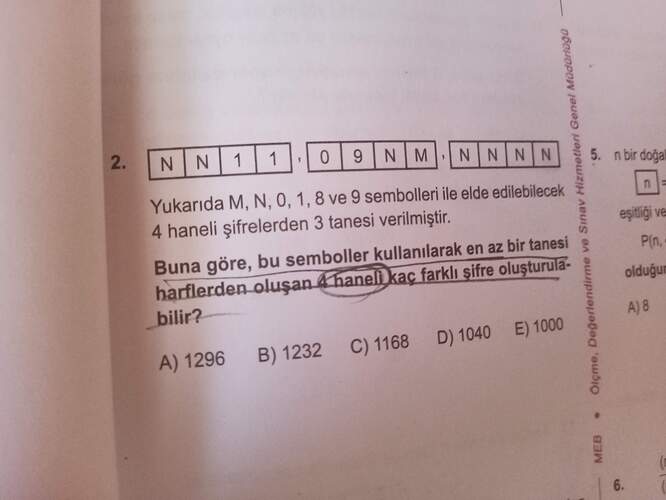 2. N N 1 1 , 0 9 N M , N N N N
Yukarıda M, N, 0, 1, 8 ve 9 sembolleri ile elde edilebilecek
4 haneli şifrelerden 3 tanesi verilmiştir.
Buna göre, bu semboller kullanılarak en az bir tanesi
harflerden oluşan 4 haneli kaç farklı şifre oluşturula-
bilir?
A) 1296 B) 1232 C) 1168 D) 1040 E) 1000
MEB • Ölçme, Değerlendirme ve Sınav Hizmetleri Genel Müdürlüğü
5. n bir doğal
n =
eşitliği ve
P(n,
olduğu
A) 8
6.